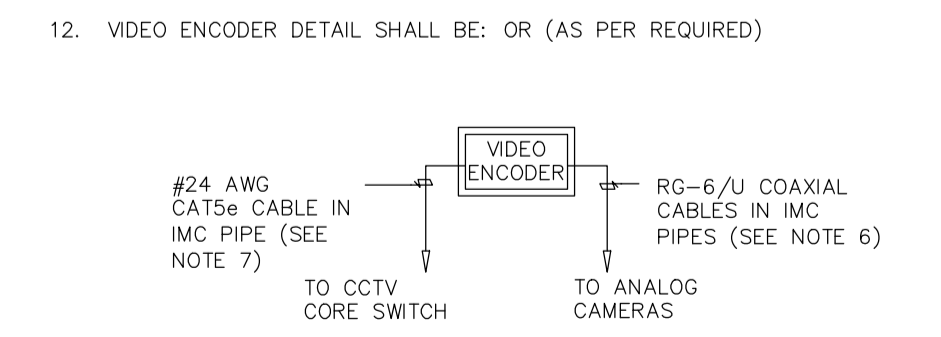 12. VIDEO ENCODER DETAIL SHALL BE: OR (AS PER REQUIRED)
VIDEO
ENCODER
#24 AWG
CAT5e CABLE IN
IMC PIPE (SEE
NOTE 7)
RG-6/U COAXIAL
CABLES IN IMC
PIPES (SEE NOTE 6)
TO CCTV
CORE SWITCH
TO ANALOG
CAMERAS